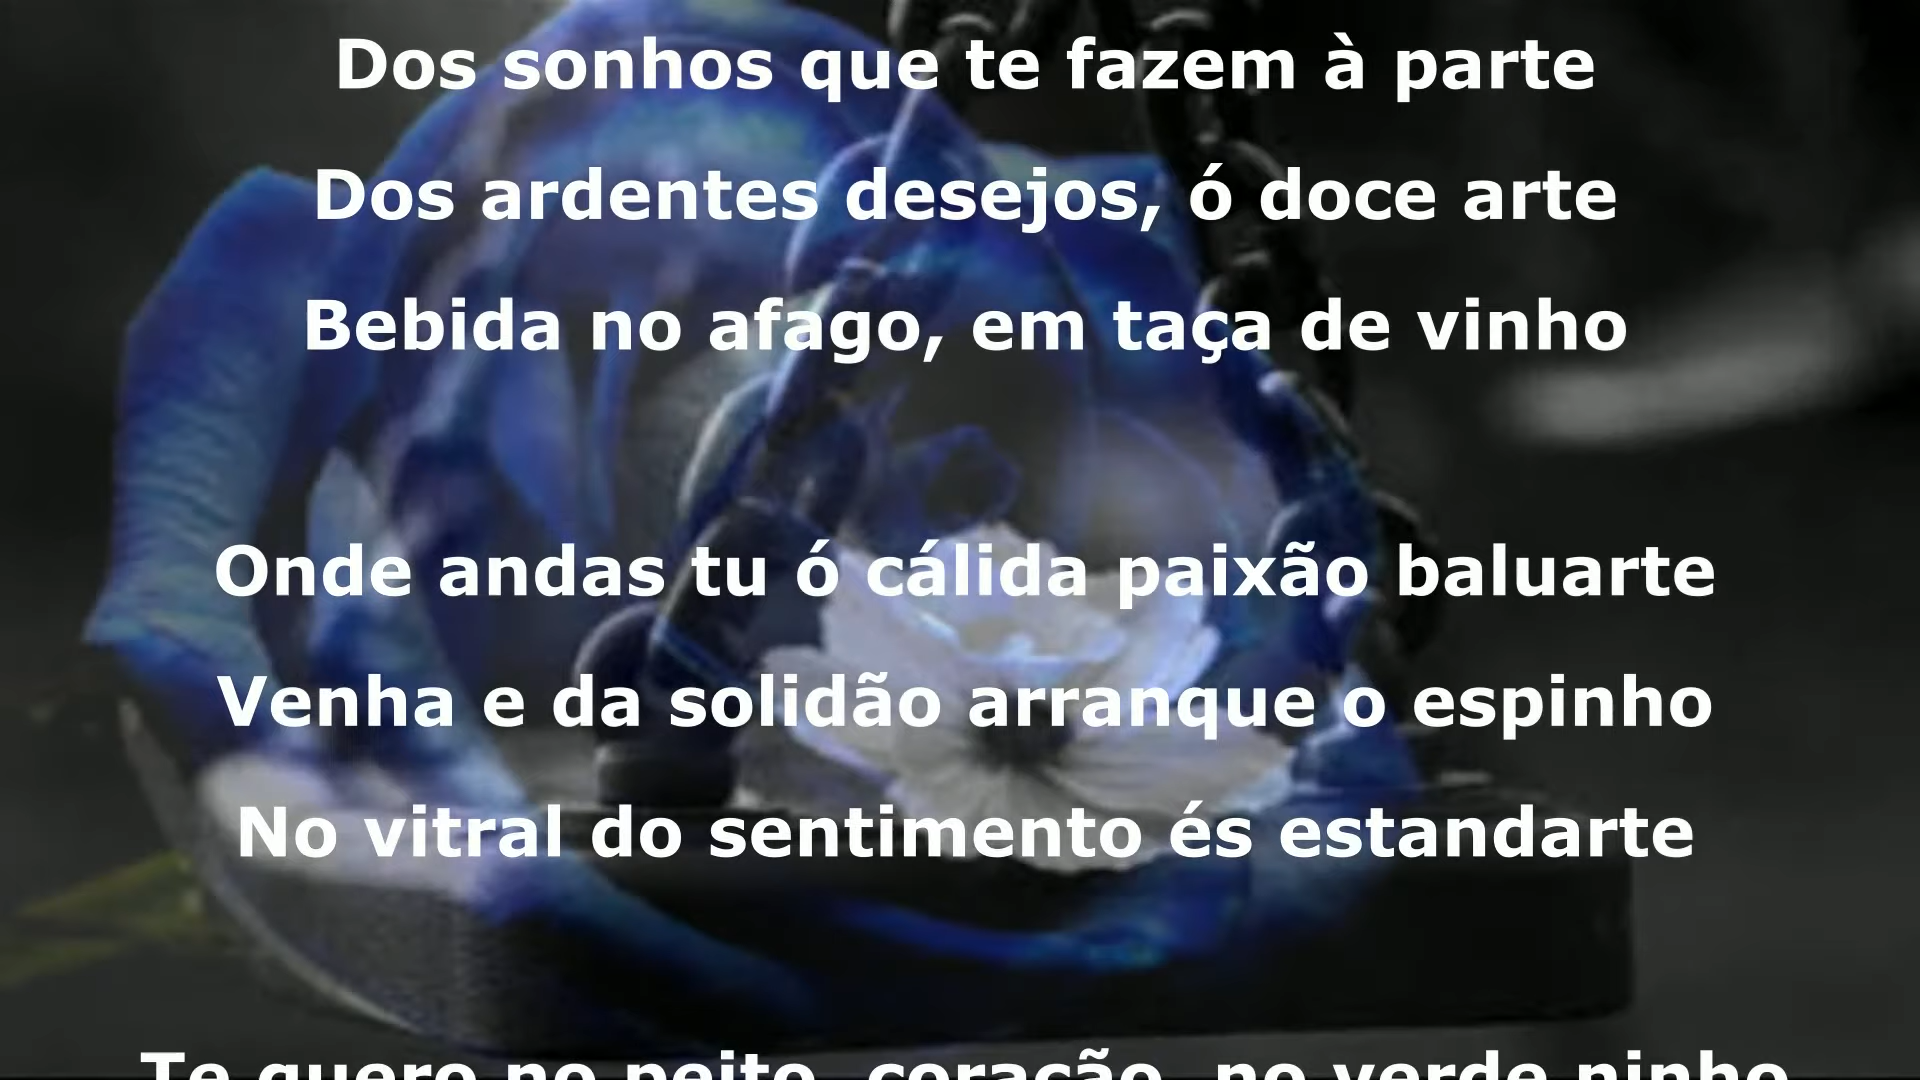 Dos sonhos que te fazem à parte
Dos ardentes desejos, ó doce arte
Bebida no afago, em taça de vinho
Onde andas tu ó cálida paixão baluarte
Venha e da solidão arranque o espinho
No vitral do sentimento és estandarte
Te quero no peito, coração, no verde ninho